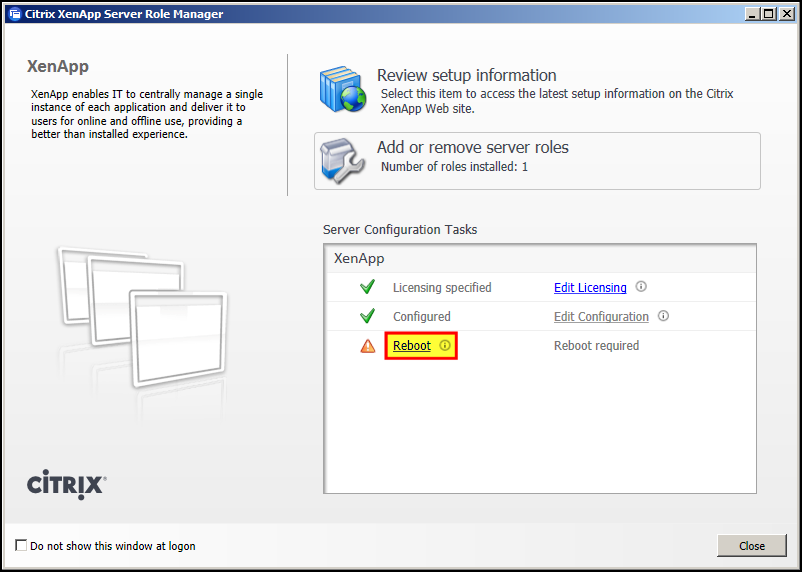 Citrix XenApp Server Role Manager
XenApp
XenApp enables IT to centrally manage a single
instance of each application and deliver it to
users for online and offline use, providing a
better than installed experience.
Review setup information
Select this item to access the latest setup information on the Citrix
XenApp Web site.
Add or remove server roles
Number of roles installed: 1
Server Configuration Tasks
XenApp
Licensing specified Edit Licensing
Configured Edit Configuration
Reboot Reboot required
CITRIX®
Do not show this window at logon
Close